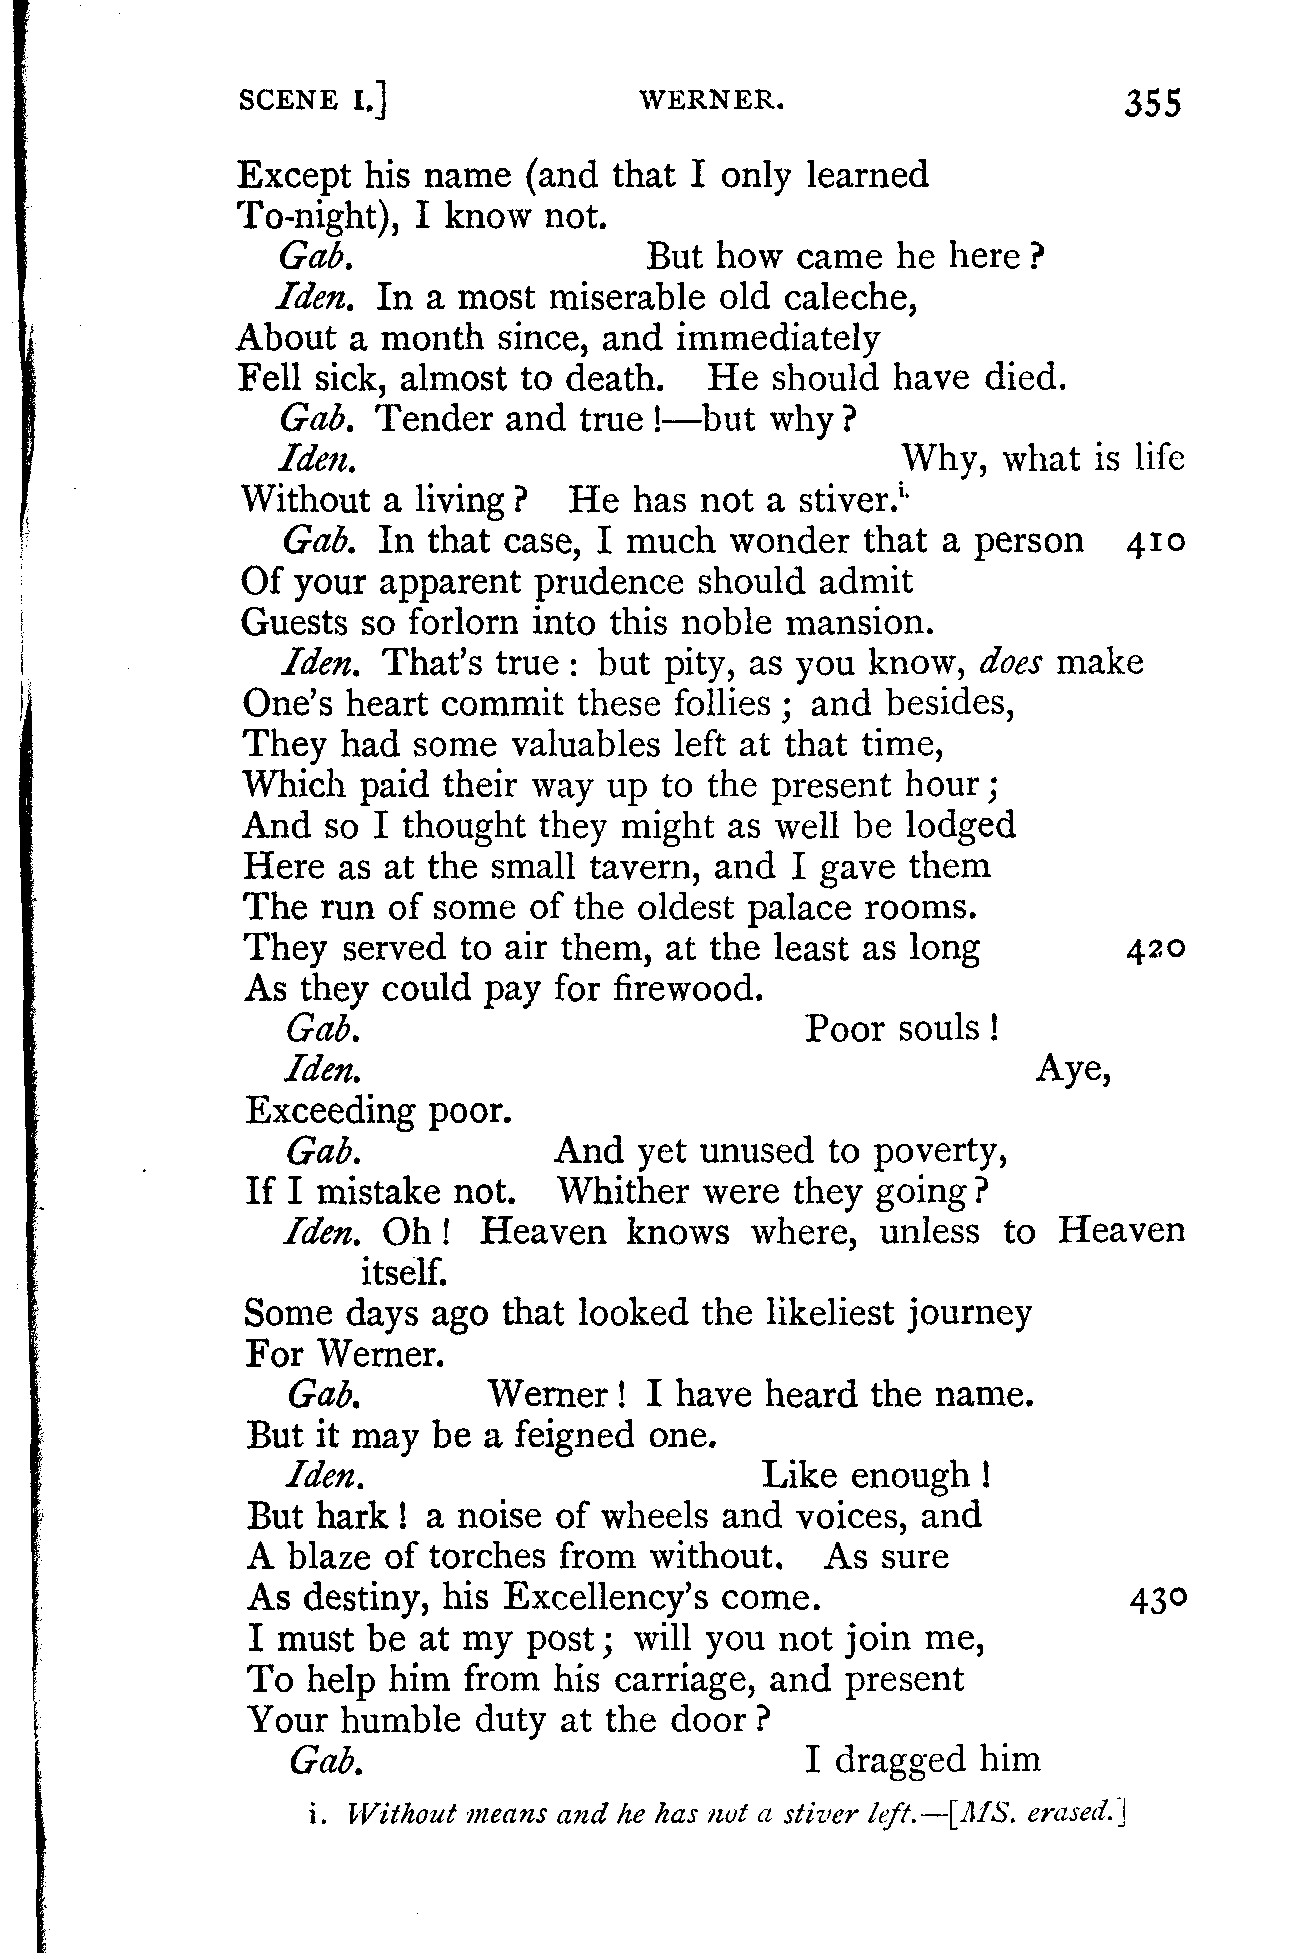 SCENE I.] WERNER. 355
Except his name (and that I only learned
To-night), I know not.
Gab. But how came he here?
Iden. In a most miserable old caleche,
About a month since, and immediately
Fell sick, almost to death. He should have died.
Gab. Tender and true!—but why?
Iden. Why, what is life
Without a living? He has not a stiver.i.
Gab. In that case, I much wonder that a person 410
Of your apparent prudence should admit
Guests so forlorn into this noble mansion.
Iden. That's true: but pity, as you know, does make
One's heart commit these follies; and besides,
They had some valuables left at that time,
Which paid their way up to the present hour;
And so I thought they might as well be lodged
Here as at the small tavern, and I gave them
The run of some of the oldest palace rooms.
They served to air them, at the least as long 420
As they could pay for firewood.
Gab. Poor souls!
Iden. Aye,
Exceeding poor.
Gab. And yet unused to poverty,
If I mistake not. Whither were they going?
Iden. Oh! Heaven knows where, unless to Heaven
itself.
Some days ago that looked the likeliest journey
For Werner.
Gab. Werner! I have heard the name.
But it may be a feigned one.
Iden. Like enough!
But hark! a noise of wheels and voices, and
A blaze of torches from without. As sure
As destiny, his Excellency's come. 430
I must be at my post; will you not join me,
To help him from his carriage, and present
Your humble duty at the door?
Gab. I dragged him
i. Without means and he has not a stiver left.—[MS. erased.]